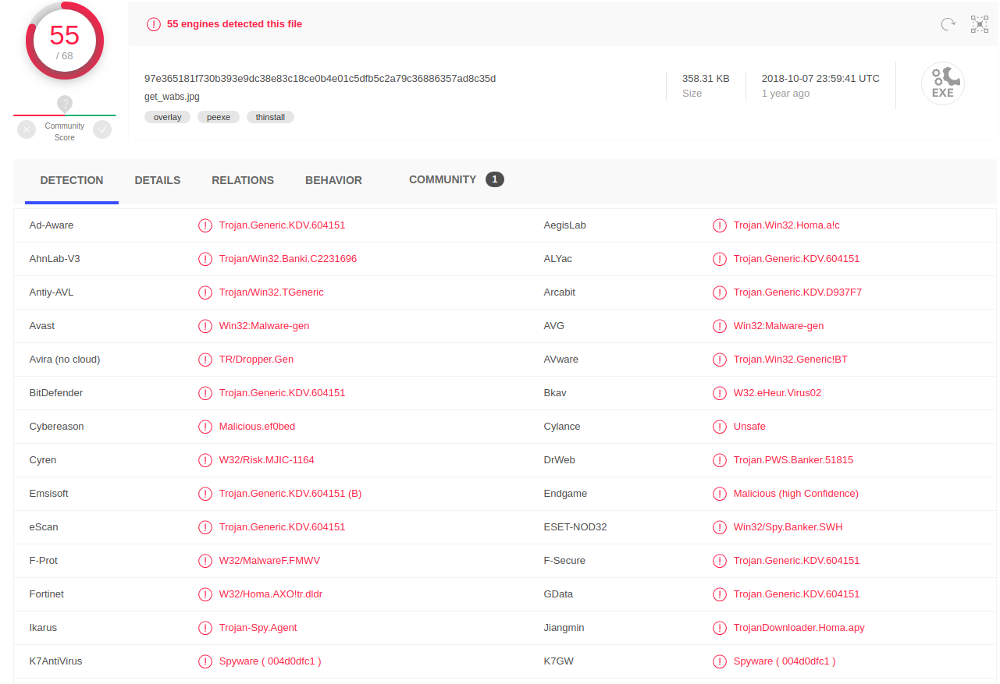 55
/ 68
?
Community
Score
55 engines detected this file
97e365181f730b393e9dc38e83c18ce0b4e01c5dfb5c2a79c36886357ad8c35d
get_wabs.jpg
overlay peexe thinstall
358.31 KB
Size
2018-10-07 23:59:41 UTC
1 year ago
EXE
DETECTION DETAILS RELATIONS BEHAVIOR COMMUNITY 1
Ad-Aware Trojan.Generic.KDV.604151 AegisLab Trojan.Win32.Homa.a!c
AhnLab-V3 Trojan/Win32.Banki.C2231696 ALYac Trojan.Generic.KDV.604151
Antiy-AVL Trojan/Win32.TGeneric Arcabit Trojan.Generic.KDV.D937F7
Avast Win32:Malware-gen AVG Win32:Malware-gen
Avira (no cloud) TR/Dropper.Gen AVware Trojan.Win32.Generic!BT
BitDefender Trojan.Generic.KDV.604151 Bkav W32.eHeur.Virus02
Cybereason Malicious.ef0bed Cylance Unsafe
Cyren W32/Risk.MJIC-1164 DrWeb Trojan.PWS.Banker.51815
Emsisoft Trojan.Generic.KDV.604151 (B) Endgame Malicious (high Confidence)
eScan Trojan.Generic.KDV.604151 ESET-NOD32 Win32/Spy.Banker.SWH
F-Prot W32/MalwareF.FMWV F-Secure Trojan.Generic.KDV.604151
Fortinet W32/Homa.AXO!tr.dldr GData Trojan.Generic.KDV.604151
Ikarus Trojan-Spy.Agent Jiangmin TrojanDownloader.Homa.apy
K7AntiVirus Spyware ( 004d0dfc1 ) K7GW Spyware ( 004d0dfc1 )